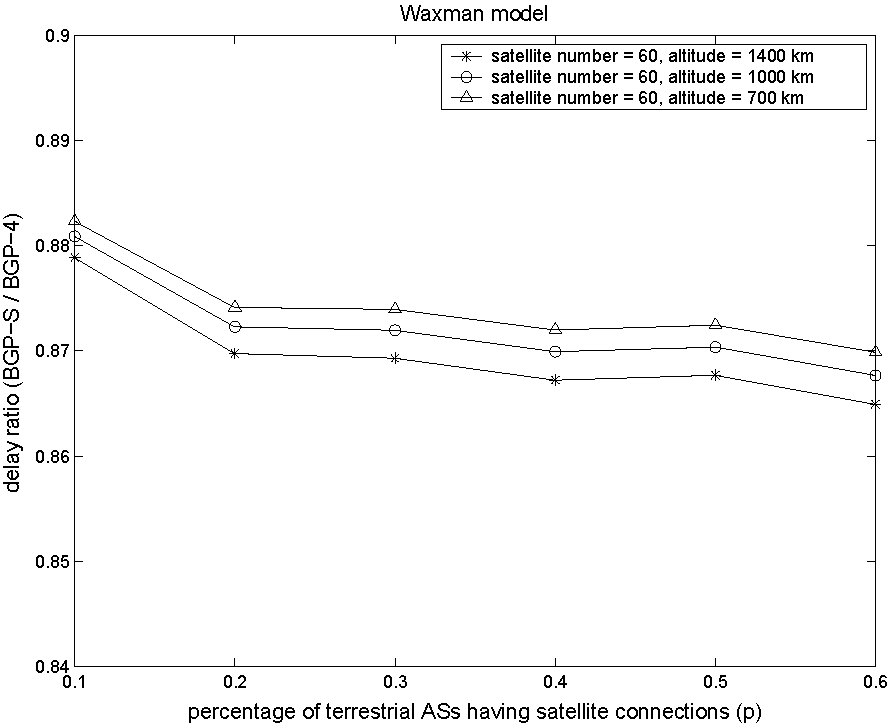 Waxman model
satellite number = 60, altitude = 1400 km
satellite number = 60, altitude = 1000 km
satellite number = 60, altitude = 700 km
delay ratio (BGP−S / BGP−4)
0.9
0.89
0.88
0.87
0.86
0.85
0.84
0.1 0.2 0.3 0.4 0.5 0.6
percentage of terrestrial ASs having satellite connections (p)